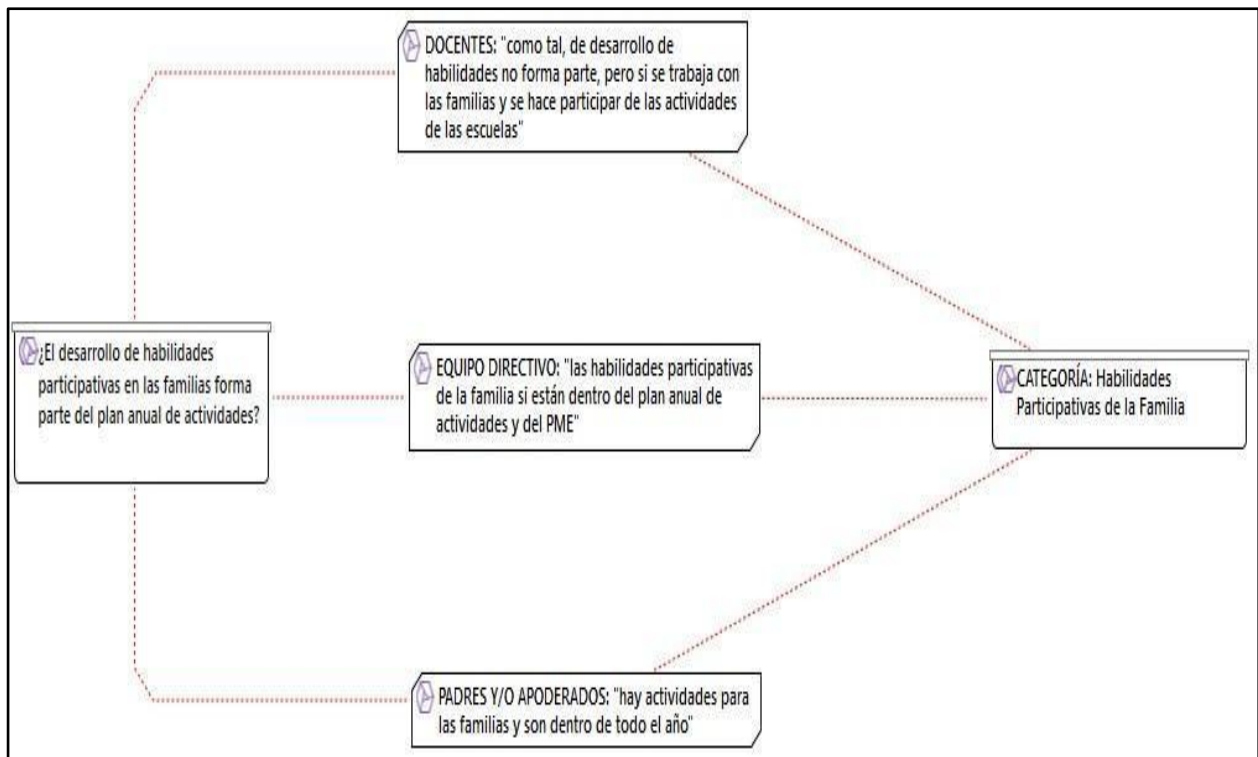 DOCENTES: "como tal, de desarrollo de
habilidades no forma parte, pero si se trabaja con
las familias y se hace participar de las actividades
de las escuelas"
¿El desarrollo de habilidades
participativas en las familias forma
parte del plan anual de actividades?
EQUIPO DIRECTIVO: "las habilidades participativas
de la familia si están dentro del plan anual de
actividades y del PME"
CATEGORÍA: Habilidades
Participativas de la Familia
PADRES Y/O APODERADOS: "hay actividades para
las familias y son dentro de todo el año"